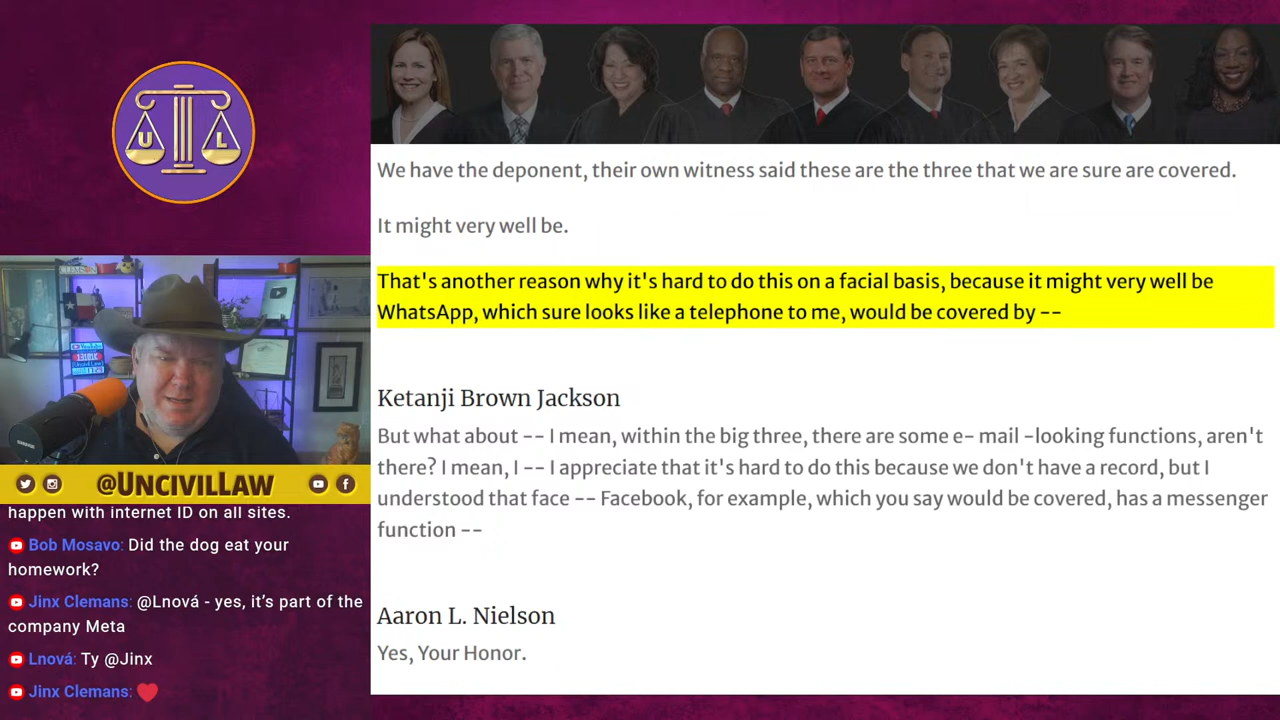 U L
We have the deponent, their own witness said these are the three that we are sure are covered.
It might very well be.
That's another reason why it's hard to do this on a facial basis, because it might very well be
WhatsApp, which sure looks like a telephone to me, would be covered by --
Ketanji Brown Jackson
But what about -- I mean, within the big three, there are some e- mail -looking functions, aren't
there? I mean, I -- I appreciate that it's hard to do this because we don't have a record, but I
understood that face -- Facebook, for example, which you say would be covered, has a messenger
function --
Aaron L. Nielson
Yes, Your Honor.
@UNCIVILLAW
happen with internet ID on all sites.
Bob Mosavo: Did the dog eat your
homework?
Jinx Clemans: @Lnová - yes, it’s part of the
company Meta
Lnová: Ty @Jinx
Jinx Clemans: